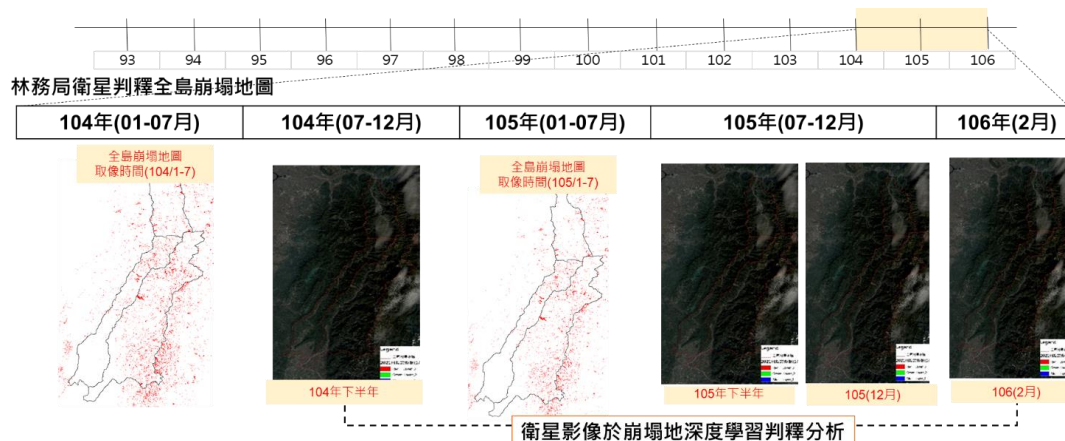 93 94 95 96 97 98 99 100 101 102 103 104 105 106
林務局衛星判釋全島崩塌地圖
104年(01-07月) 104年(07-12月) 105年(01-07月) 105年(07-12月) 106年(2月)
全島崩塌地圖
取像時間(104/1-7)
全島崩塌地圖
取像時間(105/1-7)
Legend
Legend
Legend
Legend
104年下半年 105年下半年 105(12月) 106(2月)
衛星影像於崩塌地深度學習判釋分析